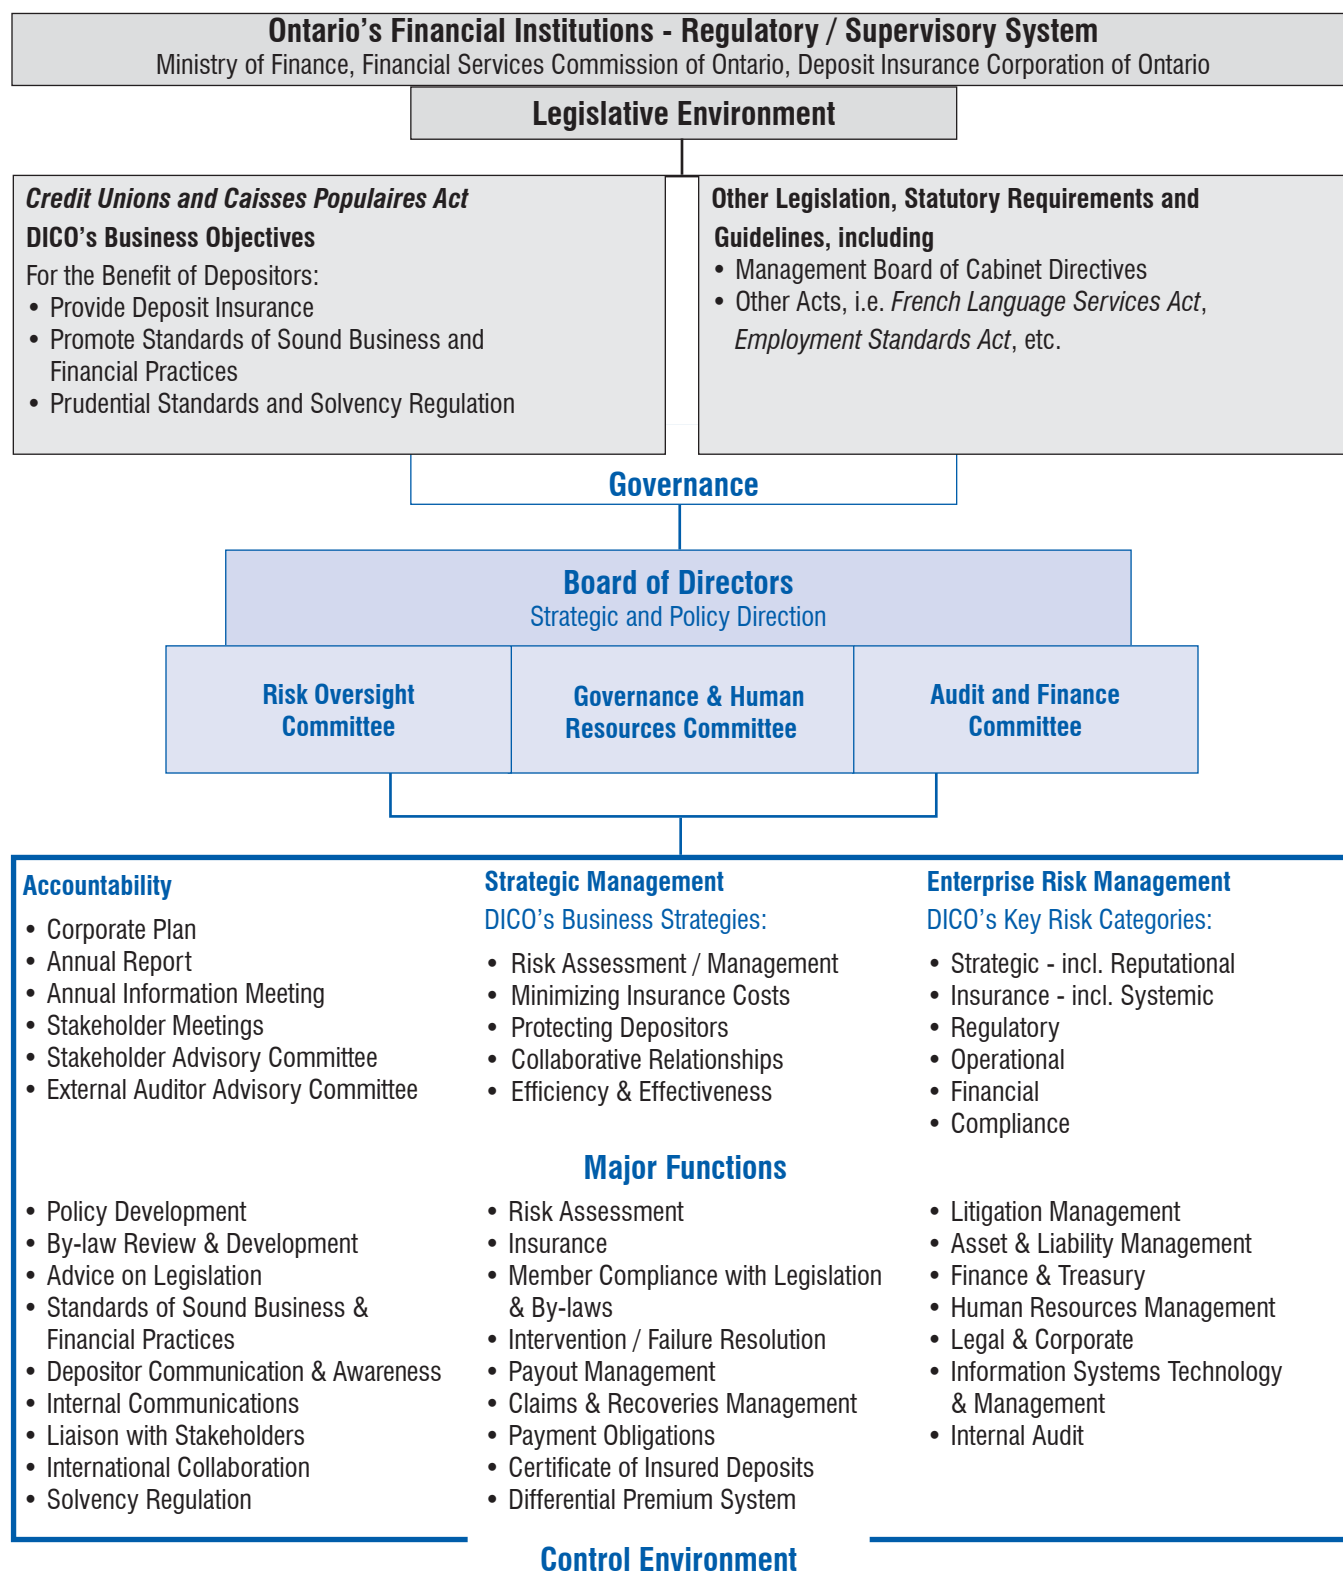 Ontario’s Financial Institutions - Regulatory / Supervisory System
Ministry of Finance, Financial Services Commission of Ontario, Deposit Insurance Corporation of Ontario
Legislative Environment
Credit Unions and Caisses Populaires Act
DICO’s Business Objectives
For the Benefit of Depositors:
• Provide Deposit Insurance
• Promote Standards of Sound Business and
Financial Practices
• Prudential Standards and Solvency Regulation
Other Legislation, Statutory Requirements and
Guidelines, including
• Management Board of Cabinet Directives
• Other Acts, i.e. French Language Services Act,
Employment Standards Act, etc.
Governance
Board of Directors
Strategic and Policy Direction
Risk Oversight
Committee
Governance & Human
Resources Committee
Audit and Finance
Committee
Accountability
• Corporate Plan
• Annual Report
• Annual Information Meeting
• Stakeholder Meetings
• Stakeholder Advisory Committee
• External Auditor Advisory Committee
Strategic Management
DICO’s Business Strategies:
• Risk Assessment / Management
• Minimizing Insurance Costs
• Protecting Depositors
• Collaborative Relationships
• Efficiency & Effectiveness
Enterprise Risk Management
DICO’s Key Risk Categories:
• Strategic - incl. Reputational
• Insurance - incl. Systemic
• Regulatory
• Operational
• Financial
• Compliance
Major Functions
• Policy Development
• By-law Review & Development
• Advice on Legislation
• Standards of Sound Business &
Financial Practices
• Depositor Communication & Awareness
• Internal Communications
• Liaison with Stakeholders
• International Collaboration
• Solvency Regulation
• Risk Assessment
• Insurance
• Member Compliance with Legislation
& By-laws
• Intervention / Failure Resolution
• Payout Management
• Claims & Recoveries Management
• Payment Obligations
• Certificate of Insured Deposits
• Differential Premium System
• Litigation Management
• Asset & Liability Management
• Finance & Treasury
• Human Resources Management
• Legal & Corporate
• Information Systems Technology
& Management
• Internal Audit
Control Environment